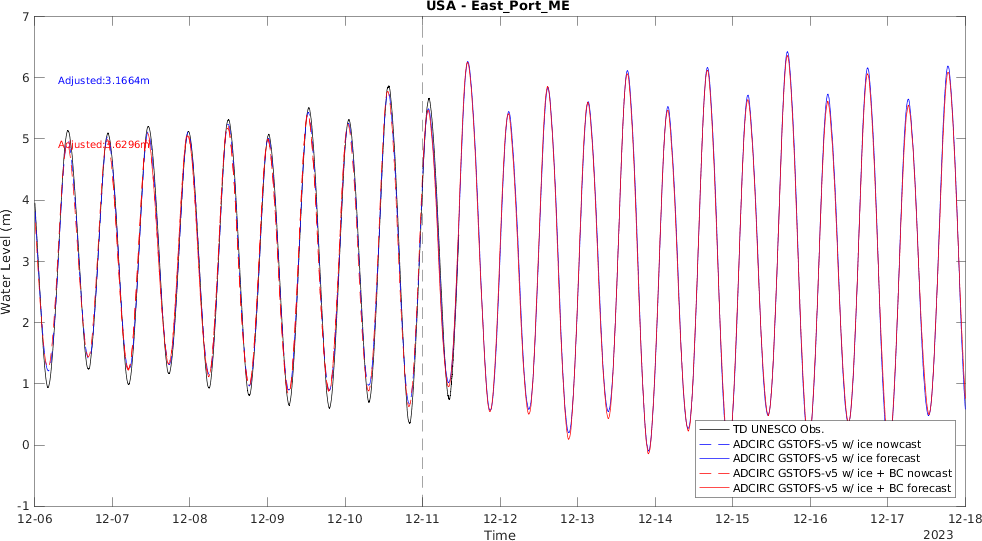 USA - East_Port_ME
7
6
5
4
3
2
1
0
-1
Water Level (m)
Adjusted:3.1664m
TD UNESCO Obs.
ADCIRC GSTOFS-v5 w/ ice nowcast
ADCIRC GSTOFS-v5 w/ ice forecast
ADCIRC GSTOFS-v5 w/ ice + BC nowcast
ADCIRC GSTOFS-v5 w/ ice + BC forecast
12-06 12-07 12-08 12-09 12-10 12-11 12-12 12-13 12-14 12-15 12-16 12-17 12-18
Time
2023